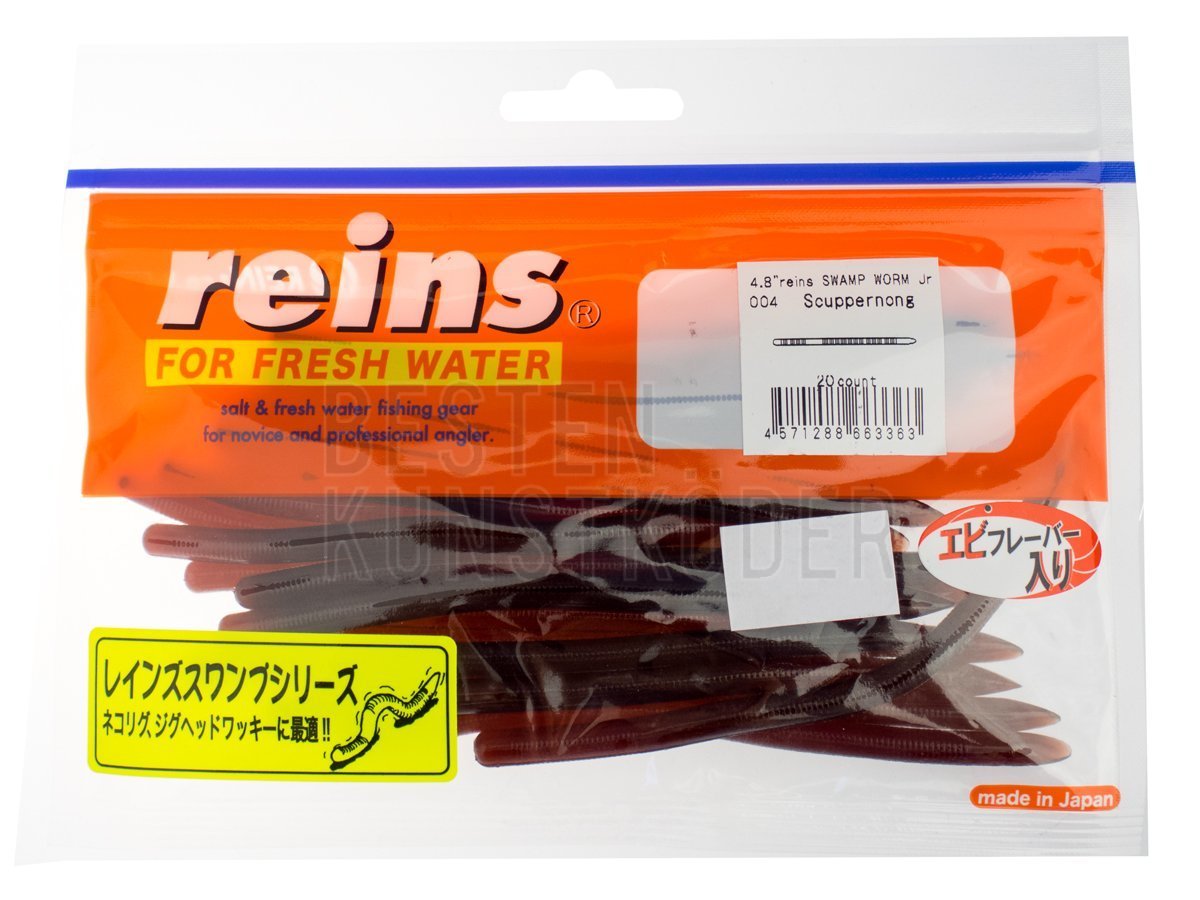 reins®
FOR FRESH WATER
salt & fresh water fishing gear
for novice and professional angler.
4.8"reins SWAMP WORM Jr
004 Scuppernong
20count
4 571288 663363
BESTEN
KUNSTKÖDER
エビフレーバー
入り
レインズスワンプシリーズ
ネコリグ、ジグヘッドワッキーに最適!!
made in Japan